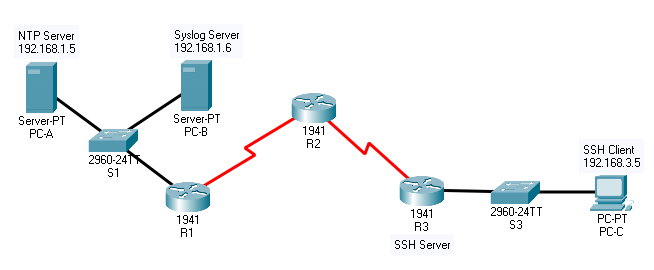 NTP Server
192.168.1.5
Syslog Server
192.168.1.6
Server-PT
PC-A
Server-PT
PC-B
2960-24TT
S1
1941
R1
1941
R2
1941
R3
SSH Server
2960-24TT
S3
SSH Client
192.168.3.5
PC-PT
PC-C